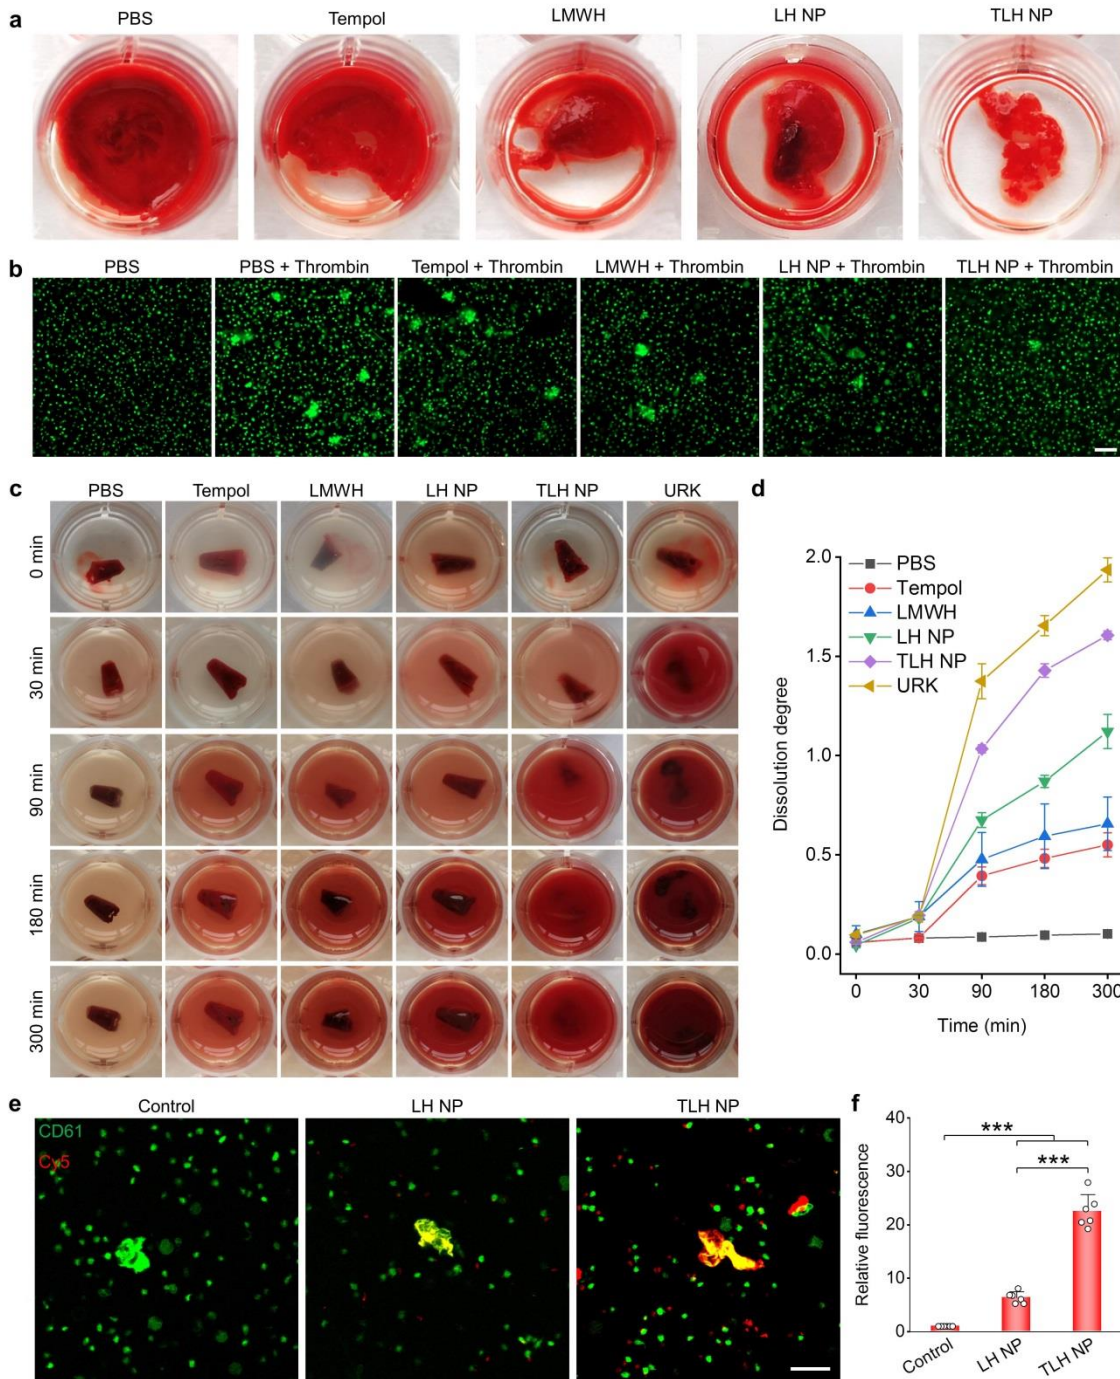 a
PBS Tempol LMWH LH NP TLH NP
b
PBS PBS + Thrombin Tempol + Thrombin LMWH + Thrombin LH NP + Thrombin TLH NP + Thrombin
c
PBS Tempol LMWH LH NP TLH NP URK
0 min
30 min
90 min
180 min
300 min
d
Dissolution degree
2.0
1.5
1.0
0.5
0.0
PBS
Tempol
LMWH
LH NP
TLH NP
URK
0 30 90 180 300
Time (min)
e
Control LH NP TLH NP
CD61
Cy5
f
Relative fluorescence
40
30
20
10
0
***
***
Control LH NP TLH NP